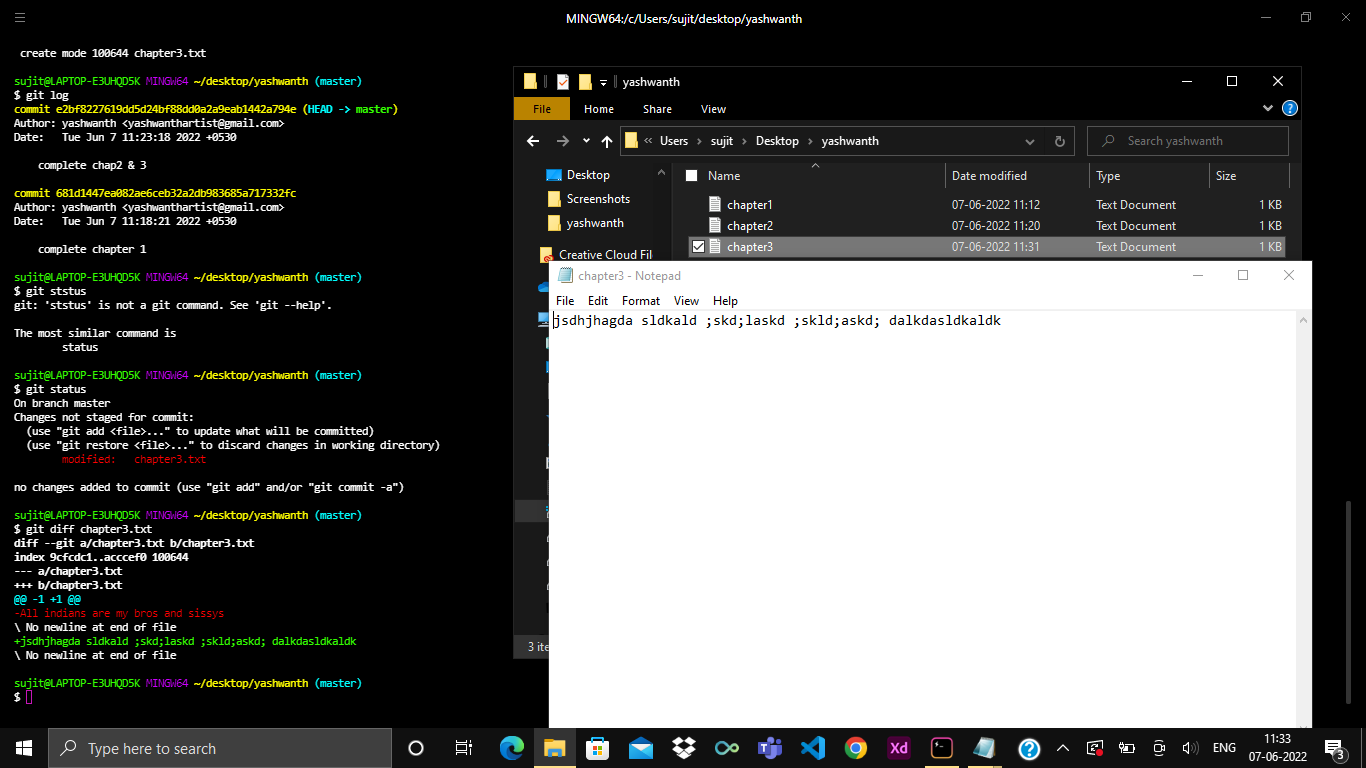 MINGW64:/c/Users/sujit/desktop/yashwanth
create mode 100644 chapter3.txt
sujit@LAPTOP-E3UHQD5K MINGW64 ~/desktop/yashwanth (master)
$ git log
commit e2bf8227619dd5d24bf88dd0a2a9eab1442a794e (HEAD -> master)
Author: yashwanth <yashwanthartist@gmail.com>
Date:   Tue Jun 7 11:23:18 2022 +0530
complete chap2 & 3
commit 681d1447ea082ae6ceb32a2db983685a717332fc
Author: yashwanth <yashwanthartist@gmail.com>
Date:   Tue Jun 7 11:18:21 2022 +0530
complete chapter 1
sujit@LAPTOP-E3UHQD5K MINGW64 ~/desktop/yashwanth (master)
$ git ststus
git: 'ststus' is not a git command. See 'git --help'.
The most similar command is
status
sujit@LAPTOP-E3UHQD5K MINGW64 ~/desktop/yashwanth (master)
$ git status
On branch master
Changes not staged for commit:
(use "git add <file>..." to update what will be committed)
(use "git restore <file>..." to discard changes in working directory)
modified:   chapter3.txt
no changes added to commit (use "git add" and/or "git commit -a")
sujit@LAPTOP-E3UHQD5K MINGW64 ~/desktop/yashwanth (master)
$ git diff chapter3.txt
diff --git a/chapter3.txt b/chapter3.txt
index 9cfcdc1..acccef0 100644
--- a/chapter3.txt
+++ b/chapter3.txt
@@ -1 +1 @@
-All indians are my bros and sissys
\ No newline at end of file
+jsdhjhagda sldkald ;skd;laskd ;skld;askd; dalkdasldkaldk
\ No newline at end of file
sujit@LAPTOP-E3UHQD5K MINGW64 ~/desktop/yashwanth (master)
$
yashwanth
File Home Share View
« Users › sujit › Desktop › yashwanth
Search yashwanth
Desktop
Screenshots
yashwanth
Creative Cloud Fil
Name Date modified Type Size
chapter1 07-06-2022 11:12 Text Document 1 KB
chapter2 07-06-2022 11:20 Text Document 1 KB
chapter3 07-06-2022 11:31 Text Document 1 KB
3 ite
chapter3 - Notepad
File Edit Format View Help
jsdhjhagda sldkald ;skd;laskd ;skld;askd; dalkdasldkaldk
Type here to search
Xd
ENG
11:33
07-06-2022
3